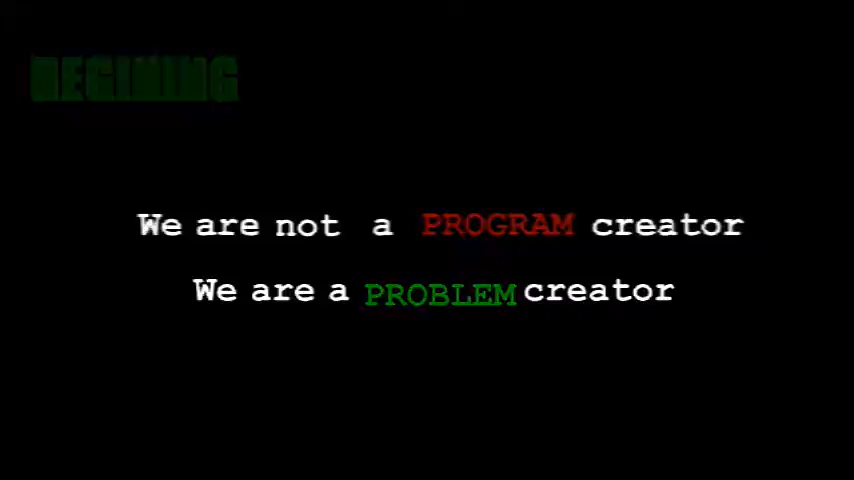 BEGINING
We are not a PROGRAM creator
We are a PROBLEM creator